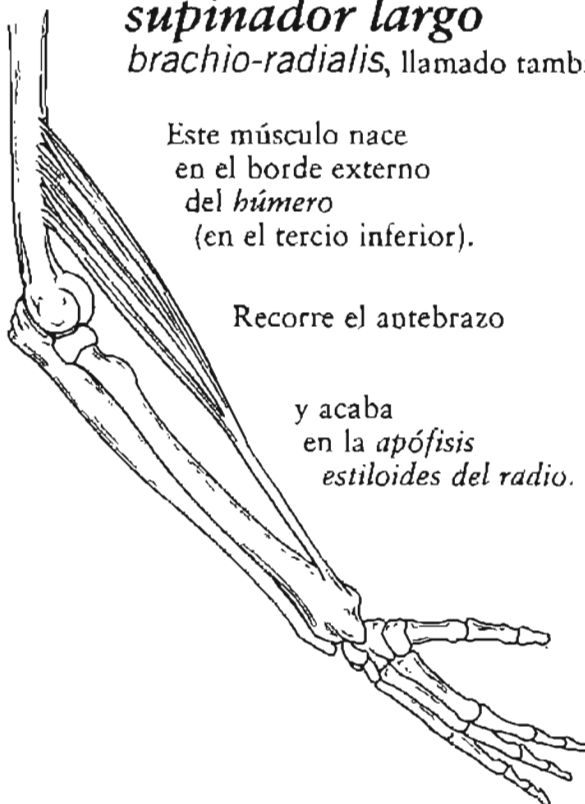 supinador largo
brachio-radialis, llamado tamb
Este músculo nace
en el borde externo
del húmero
(en el tercio inferior).
Recorre el antebrazo
y acaba
en la apófisis
estiloides del radio.